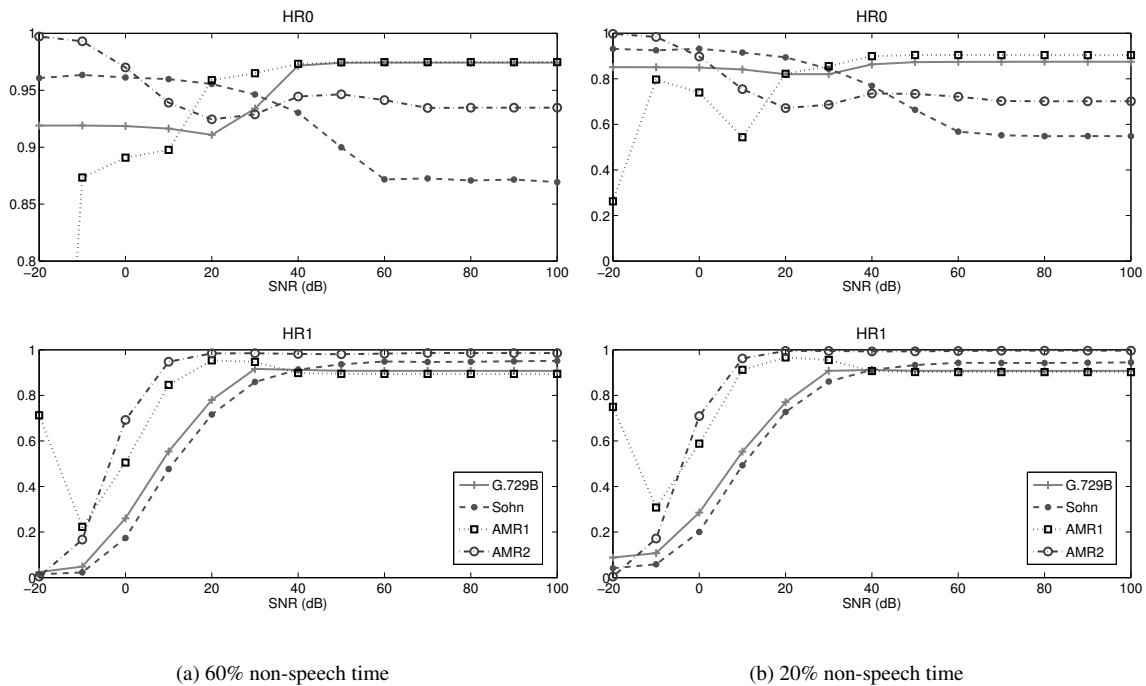 HR0
1
0.95
0.9
0.85
0.8
−20 0 20 40 60 80 100
SNR (dB)
HR0
1
0.8
0.6
0.4
0.2
0
−20 0 20 40 60 80 100
SNR (dB)
HR1
1
0.8
0.6
0.4
0.2
0
−20 0 20 40 60 80 100
SNR (dB)
G.729B
Sohn
AMR1
AMR2
HR1
1
0.8
0.6
0.4
0.2
0
−20 0 20 40 60 80 100
SNR (dB)
G.729B
Sohn
AMR1
AMR2
(a) 60% non-speech time
(b) 20% non-speech time